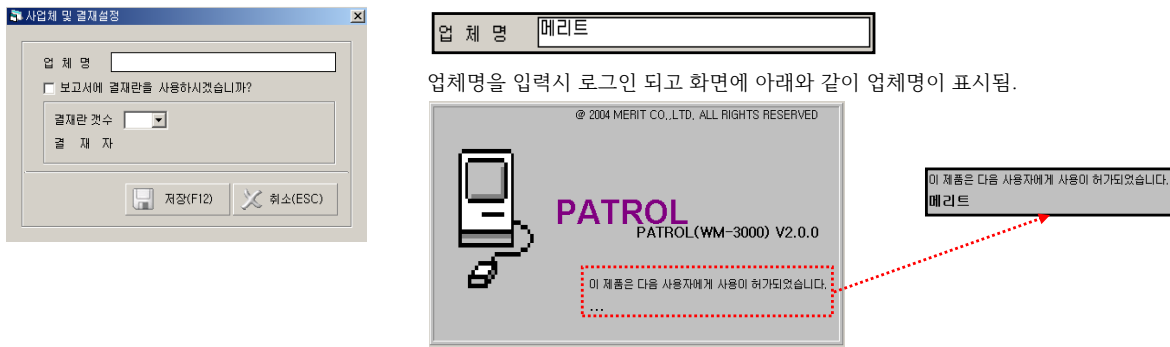 사업체 및 결재설정
업 체 명
보고서에 결재란을 사용하시겠습니까?
결재란 갯수
결 재 자
저장(F12)
취소(ESC)
업 체 명 메리트
업체명을 입력시 로그인 되고 화면에 아래와 같이 업체명이 표시됨.
@ 2004 MERIT CO,.LTD, ALL RIGHTS RESERVED
PATROL
PATROL(WM-3000) V2.0.0
이 제품은 다음 사용자에게 사용이 허가되었습니다.
...
이 제품은 다음 사용자에게 사용이 허가되었습니다.
메리트